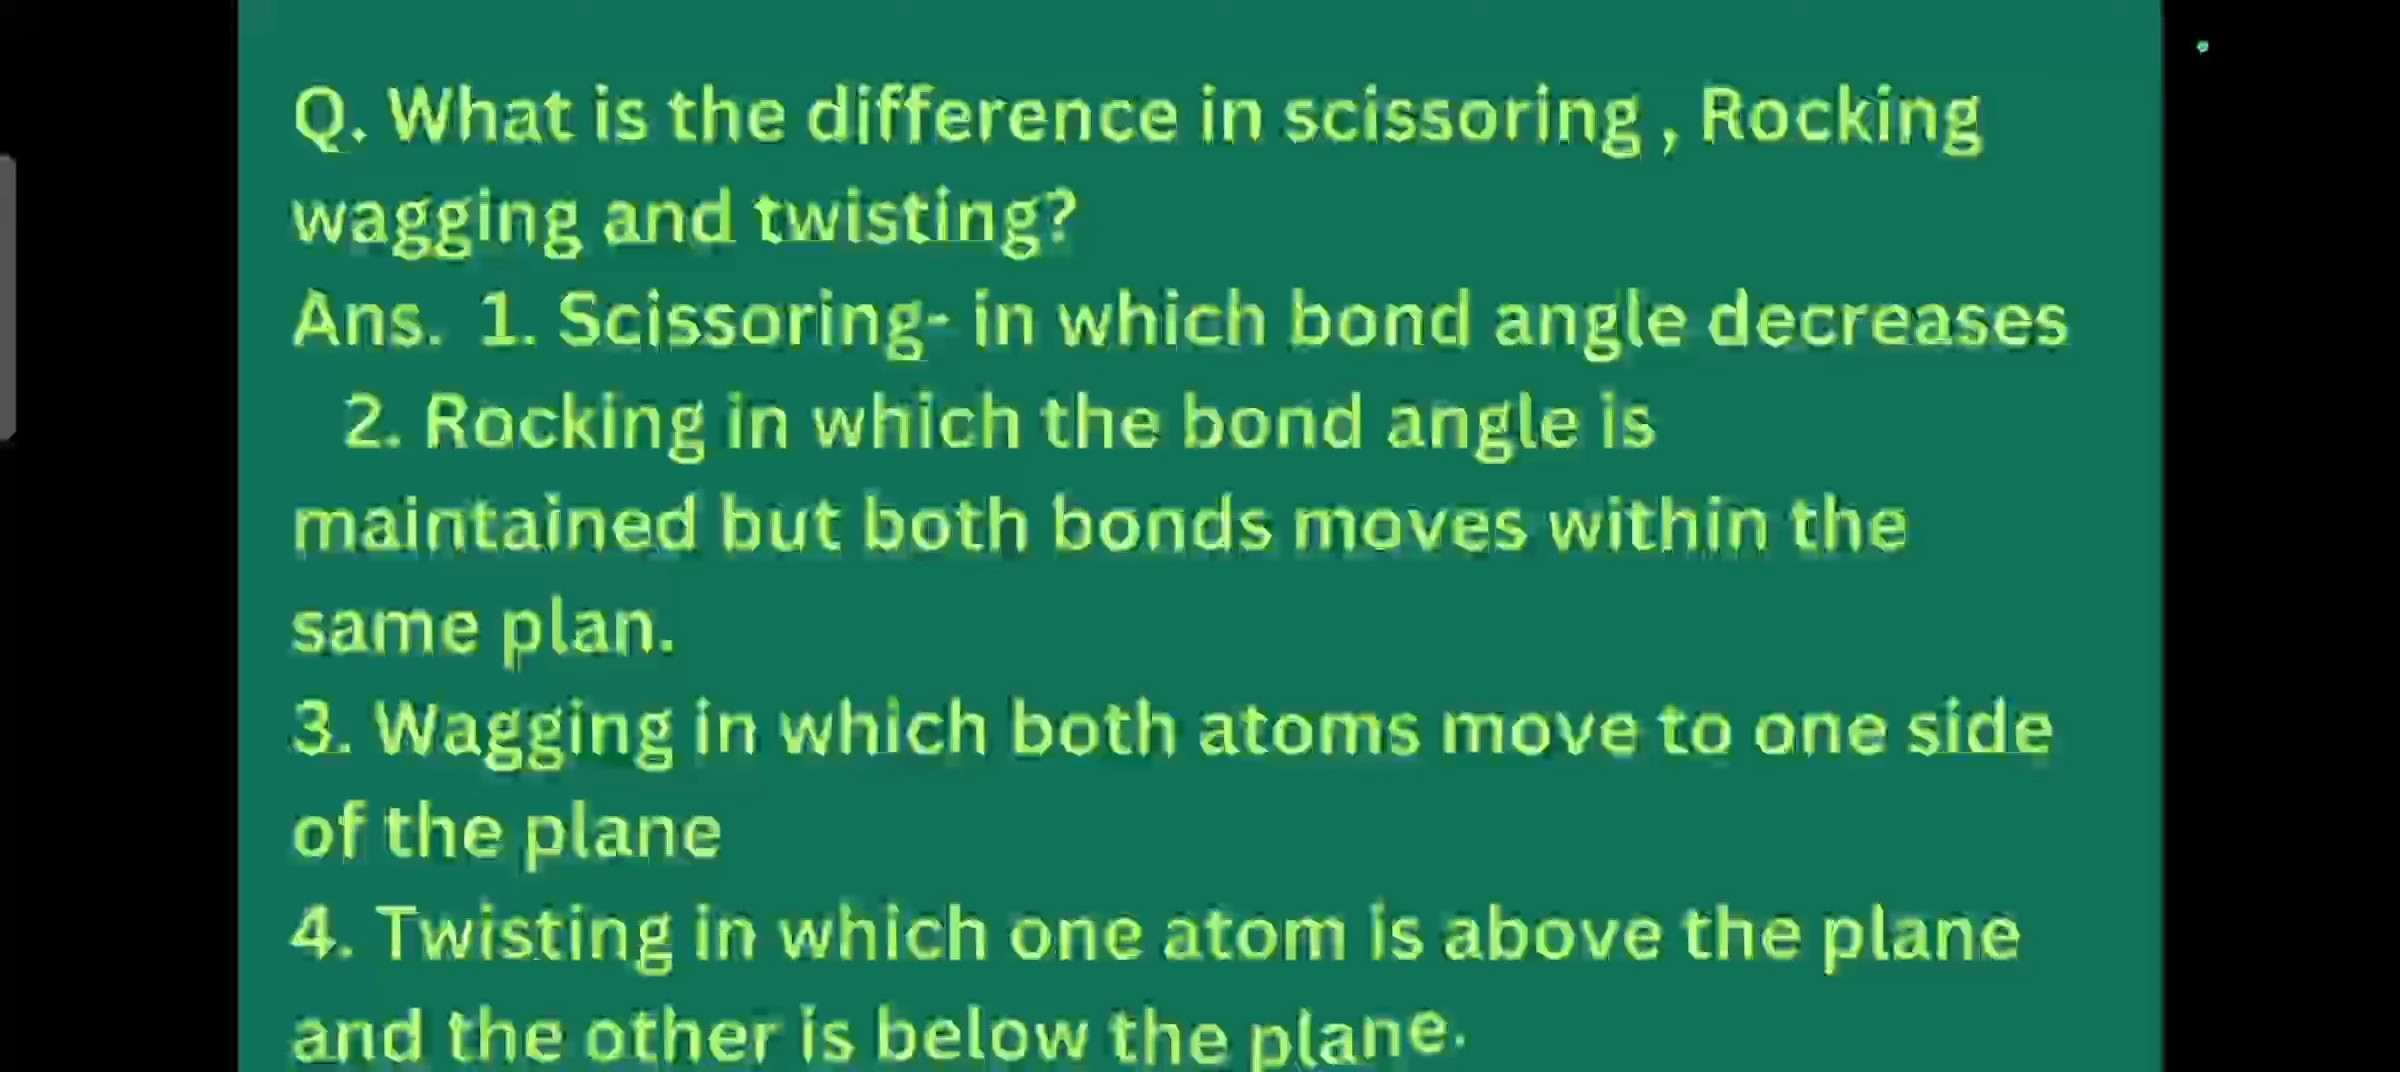 Q. What is the difference in scissoring , Rocking
wagging and twisting?
Ans. 1. Scissoring- in which bond angle decreases
2. Rocking in which the bond angle is
maintained but both bonds moves within the
same plan.
3. Wagging in which both atoms move to one side
of the plane
4. Twisting in which one atom is above the plane
and the other is below the plane.